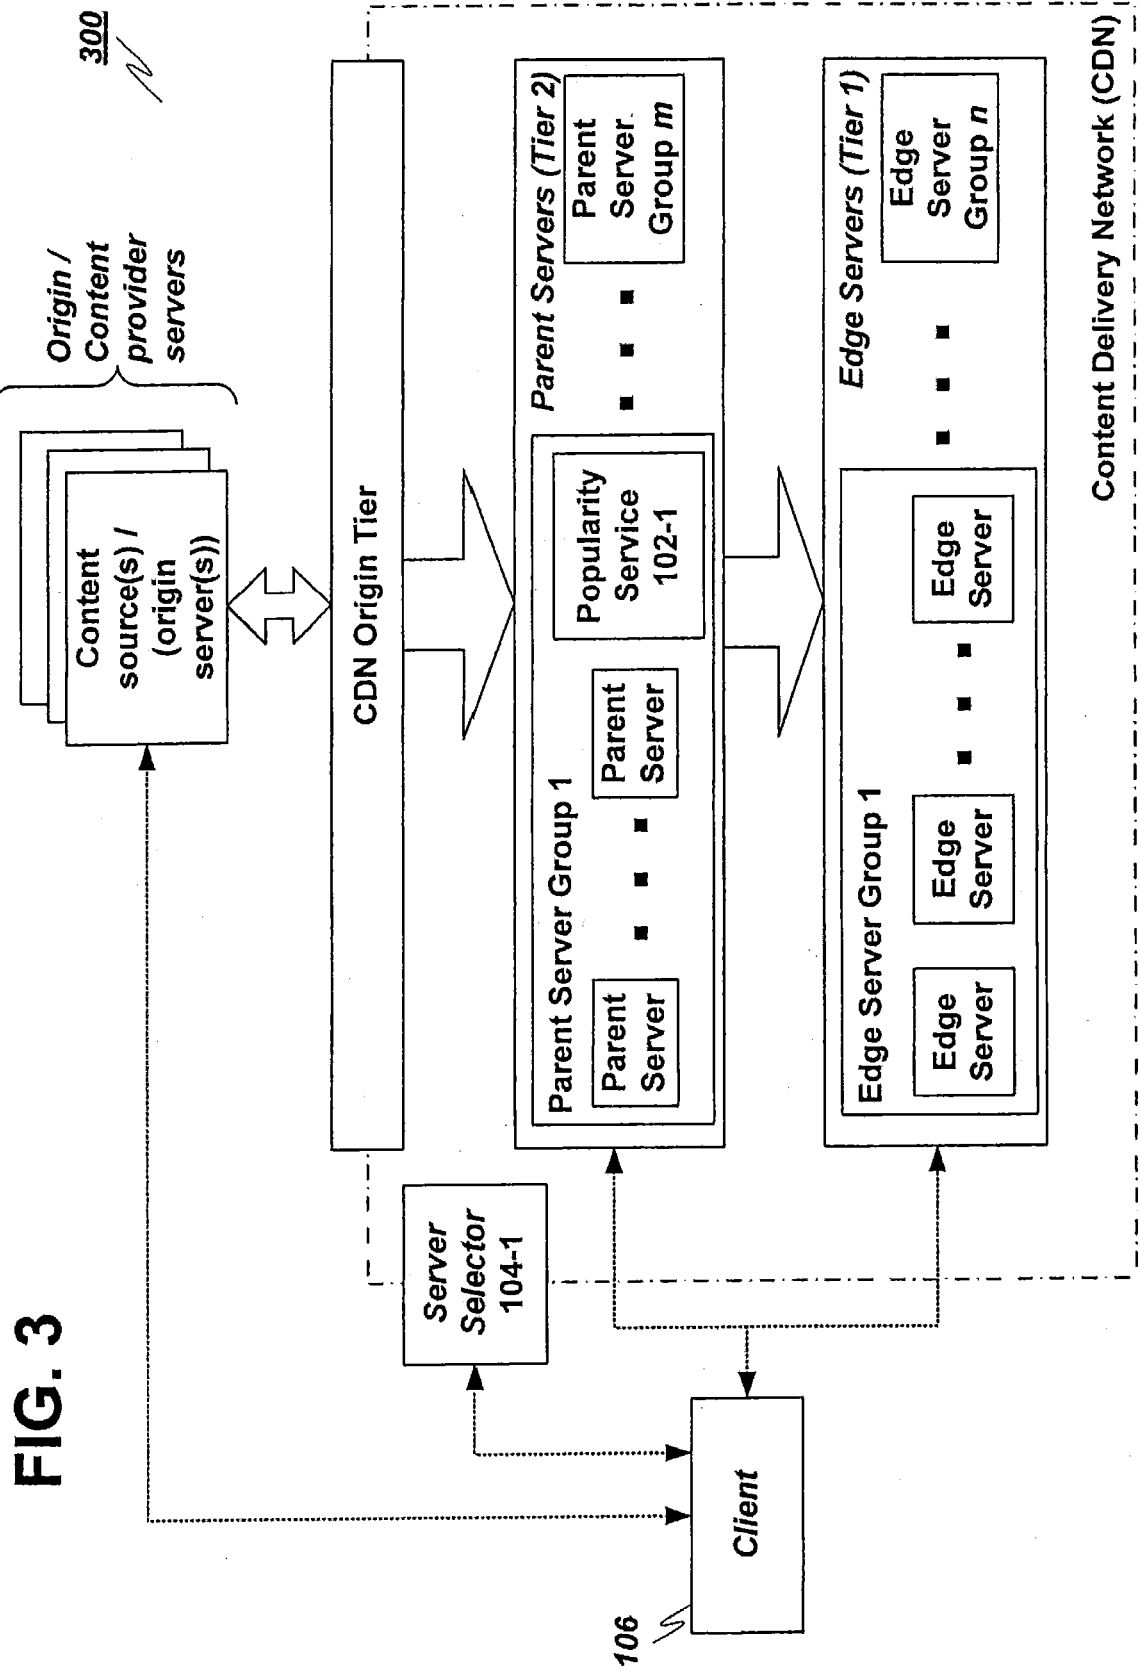 FIG. 3
300
Origin /
Content
provider
servers
Content
source(s) /
(origin
server(s))
CDN Origin Tier
Server
Selector
104-1
Parent Servers (Tier 2)
Parent Server Group 1
Parent
Server
Parent
Server
Popularity
Service
102-1
Parent
Server.
Group m
Edge Servers (Tier 1)
Edge Server Group 1
Edge
Server
Edge
Server
Edge
Server
Edge
Server
Group n
Client
106
Content Delivery Network (CDN)